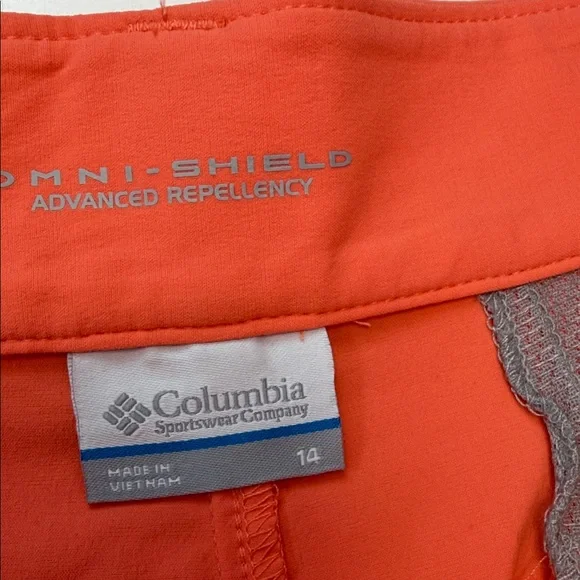 OMNI-SHIELD
ADVANCED REPELLENCY
Columbia
Sportswear Company
14
MADE IN
VIETNAM